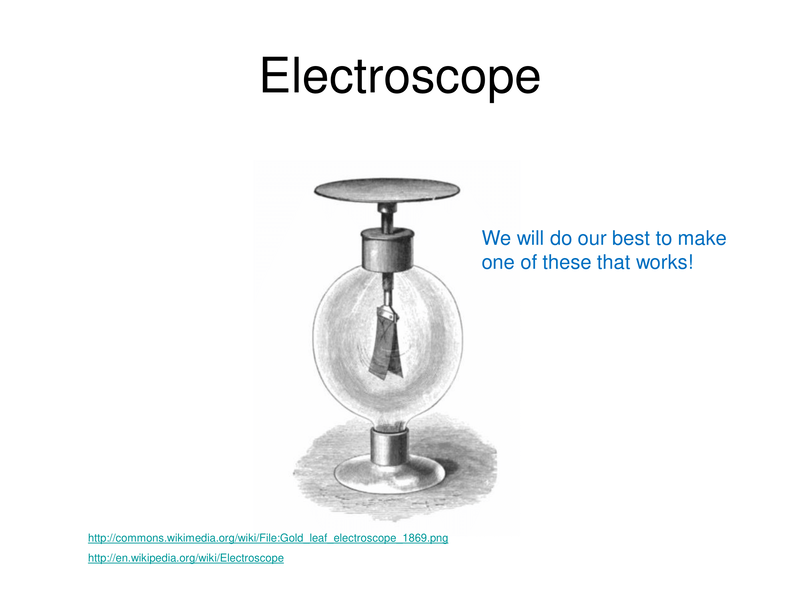 Electroscope
We will do our best to make
one of these that works!
http://commons.wikimedia.org/wiki/File:Gold_leaf_electroscope_1869.png
http://en.wikipedia.org/wiki/Electroscope